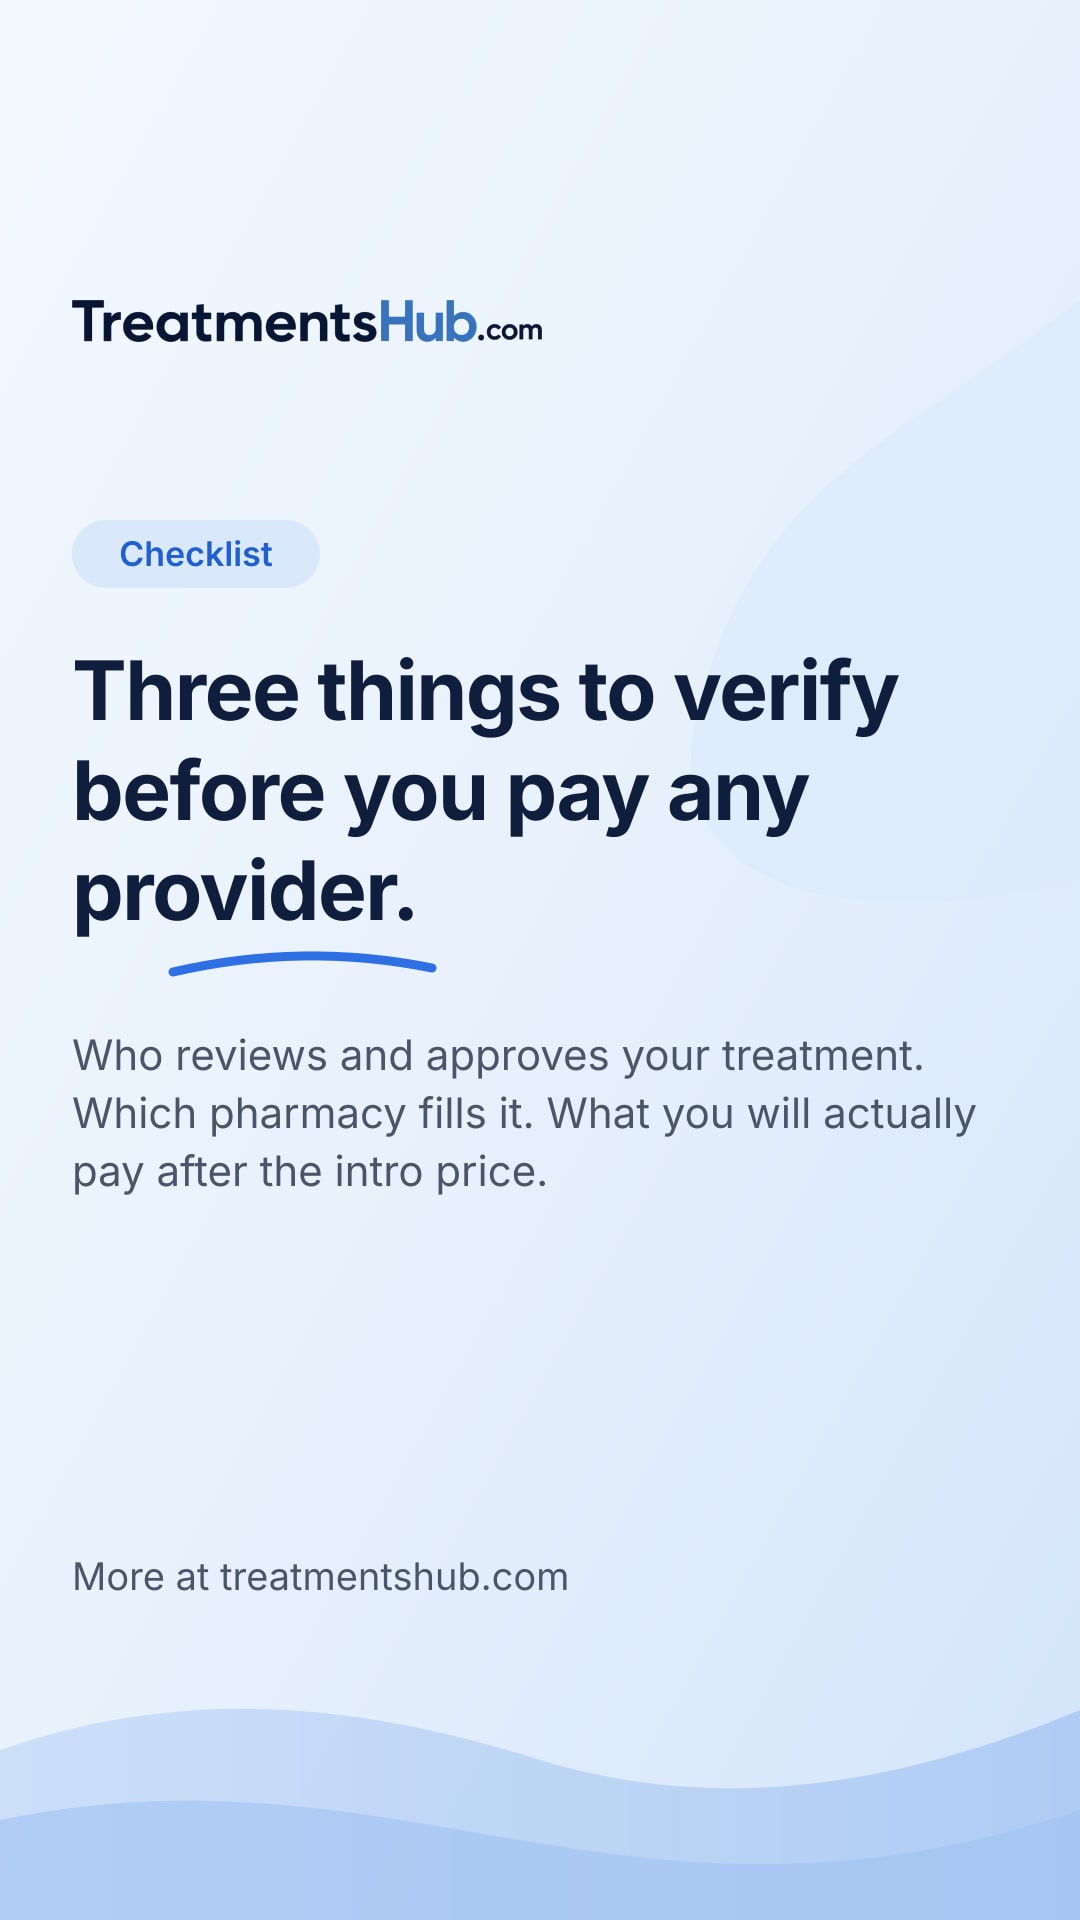 TreatmentsHub.com
Checklist
Three things to verify
before you pay any
provider.
Who reviews and approves your treatment.
Which pharmacy fills it. What you will actually
pay after the intro price.
More at treatmentshub.com